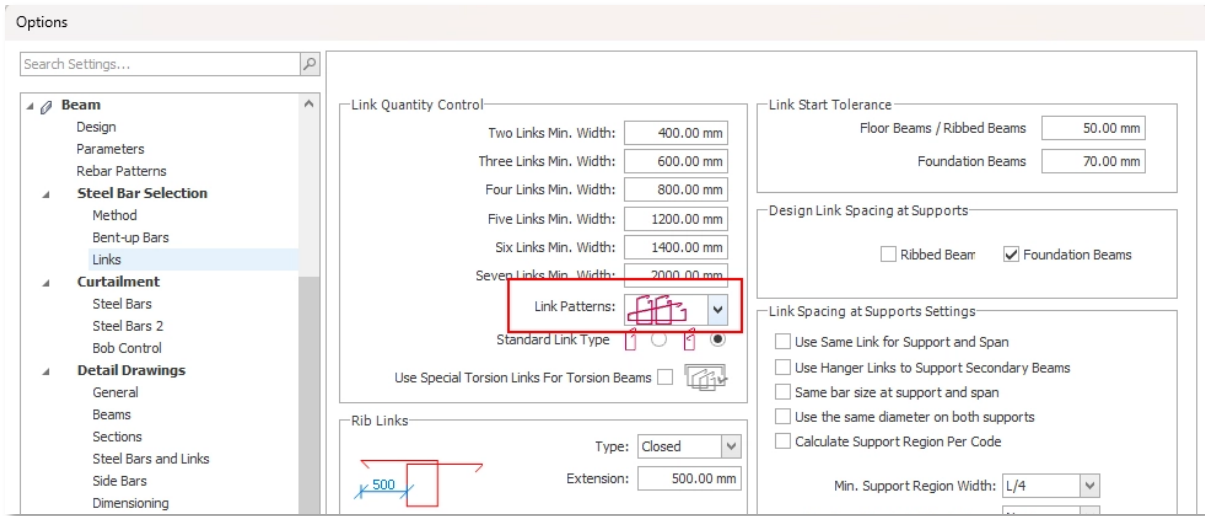 Options
Search Settings...
Beam
Design
Parameters
Rebar Patterns
Steel Bar Selection
Method
Bent-up Bars
Links
Curtailment
Steel Bars
Steel Bars 2
Bob Control
Detail Drawings
General
Beams
Sections
Steel Bars and Links
Side Bars
Dimensioning
Link Quantity Control
Two Links Min. Width: 400.00 mm
Three Links Min. Width: 600.00 mm
Four Links Min. Width: 800.00 mm
Five Links Min. Width: 1200.00 mm
Six Links Min. Width: 1400.00 mm
Seven Links Min. Width: 2000.00 mm
Link Patterns:
Standard Link Type
Use Special Torsion Links For Torsion Beams
Rib Links
Type: Closed
Extension: 500.00 mm
500
Link Start Tolerance
Floor Beams / Ribbed Beams 50.00 mm
Foundation Beams 70.00 mm
Design Link Spacing at Supports
Ribbed Beam Foundation Beams
Link Spacing at Supports Settings
Use Same Link for Support and Span
Use Hanger Links to Support Secondary Beams
Same bar size at support and span
Use the same diameter on both supports
Calculate Support Region Per Code
Min. Support Region Width: L/4